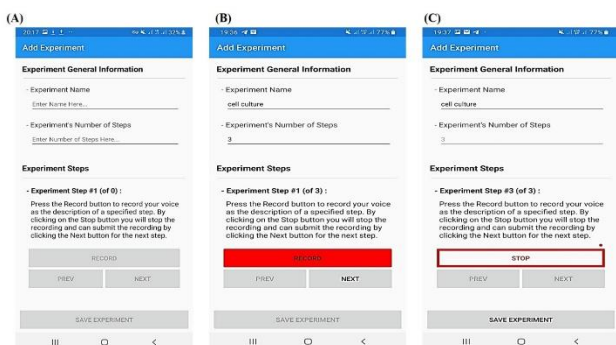 (A)
20:17
32%
Add Experiment
Experiment General Information
- Experiment Name
Enter Name Here...
- Experiment's Number of Steps
Enter Number of Steps Here...
Experiment Steps
- Experiment Step #1 (of 0) :
Press the Record button to record your voice
as the description of a specified step. By
clicking on the Stop button you will stop the
recording and can submit the recording by
clicking the Next button for the next step.
RECORD
PREV NEXT
SAVE EXPERIMENT
(B)
19:36
77%
Add Experiment
Experiment General Information
- Experiment Name
cell culture
- Experiment's Number of Steps
3
Experiment Steps
- Experiment Step #1 (of 3) :
Press the Record button to record your voice
as the description of a specified step. By
clicking on the Stop button you will stop the
recording and can submit the recording by
clicking the Next button for the next step.
RECORD
PREV NEXT
SAVE EXPERIMENT
(C)
19:37
77%
Add Experiment
Experiment General Information
- Experiment Name
cell culture
- Experiment's Number of Steps
3
Experiment Steps
- Experiment Step #3 (of 3) :
Press the Record button to record your voice
as the description of a specified step. By
clicking on the Stop button you will stop the
recording and can submit the recording by
clicking the Next button for the next step.
STOP
PREV NEXT
SAVE EXPERIMENT